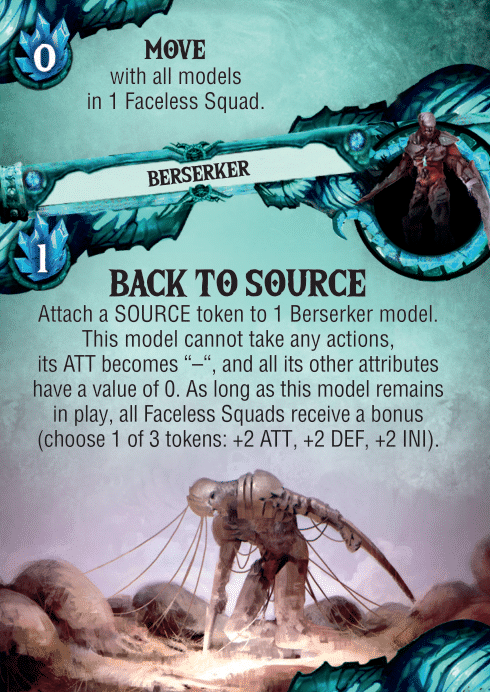 0
MOVE
with all models
in 1 Faceless Squad.
BERSERKER
1
BACK TO SOURCE
Attach a SOURCE token to 1 Berserker model.
This model cannot take any actions,
its ATT becomes “–“, and all its other attributes
have a value of 0. As long as this model remains
in play, all Faceless Squads receive a bonus
(choose 1 of 3 tokens: +2 ATT, +2 DEF, +2 INI).